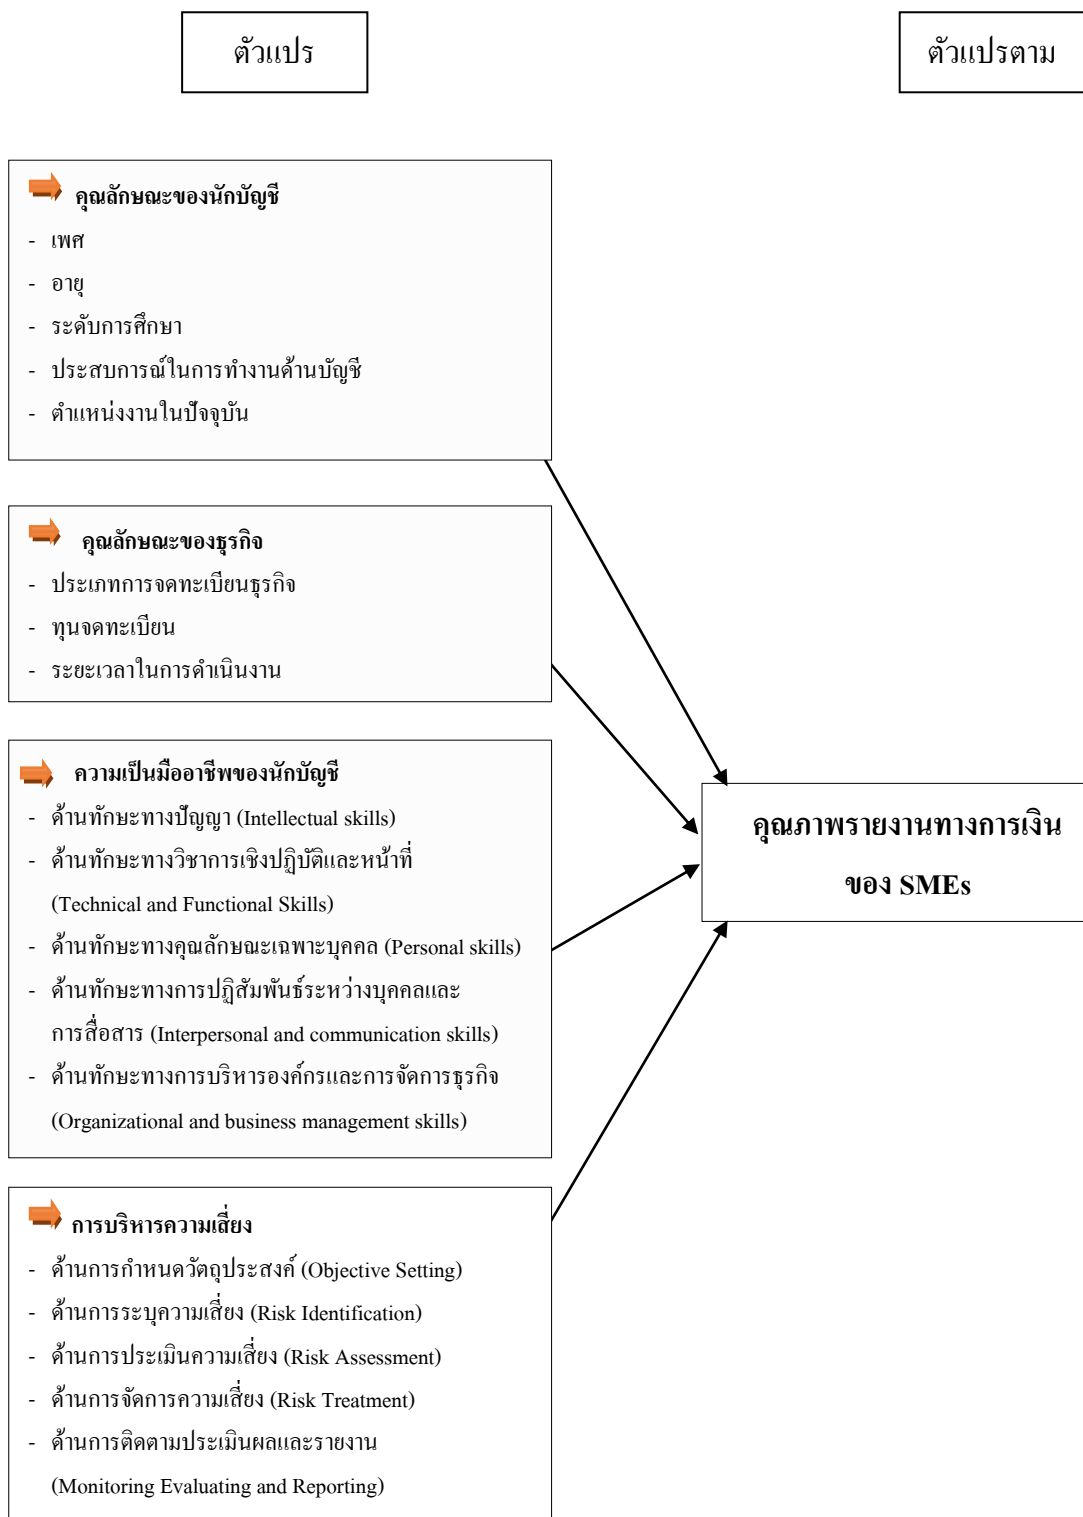 ตัวแปร
ตัวแปรตาม
คุณลักษณะของนักบัญชี
- เพศ
- อายุ
- ระดับการศึกษา
- ประสบการณ์ในการทำงานด้านบัญชี
- ตำแหน่งงานในปัจจุบัน
คุณลักษณะของธุรกิจ
- ประเภทการจดทะเบียนธุรกิจ
- ทุนจดทะเบียน
- ระยะเวลาในการดำเนินงาน
ความเป็นมืออาชีพของนักบัญชี
- ด้านทักษะทางปัญญา (Intellectual skills)
- ด้านทักษะทางวิชาการเชิงปฏิบัติและหน้าที่
(Technical and Functional Skills)
- ด้านทักษะทางคุณลักษณะเฉพาะบุคคล (Personal skills)
- ด้านทักษะทางการปฏิสัมพันธ์ระหว่างบุคคลและ
การสื่อสาร (Interpersonal and communication skills)
- ด้านทักษะทางการบริหารองค์กรและการจัดการธุรกิจ
(Organizational and business management skills)
คุณภาพรายงานทางการเงิน
ของ SMEs
การบริหารความเสี่ยง
- ด้านการกำหนดวัตถุประสงค์ (Objective Setting)
- ด้านการระบุความเสี่ยง (Risk Identification)
- ด้านการประเมินความเสี่ยง (Risk Assessment)
- ด้านการจัดการความเสี่ยง (Risk Treatment)
- ด้านการติดตามประเมินผลและรายงาน
(Monitoring Evaluating and Reporting)